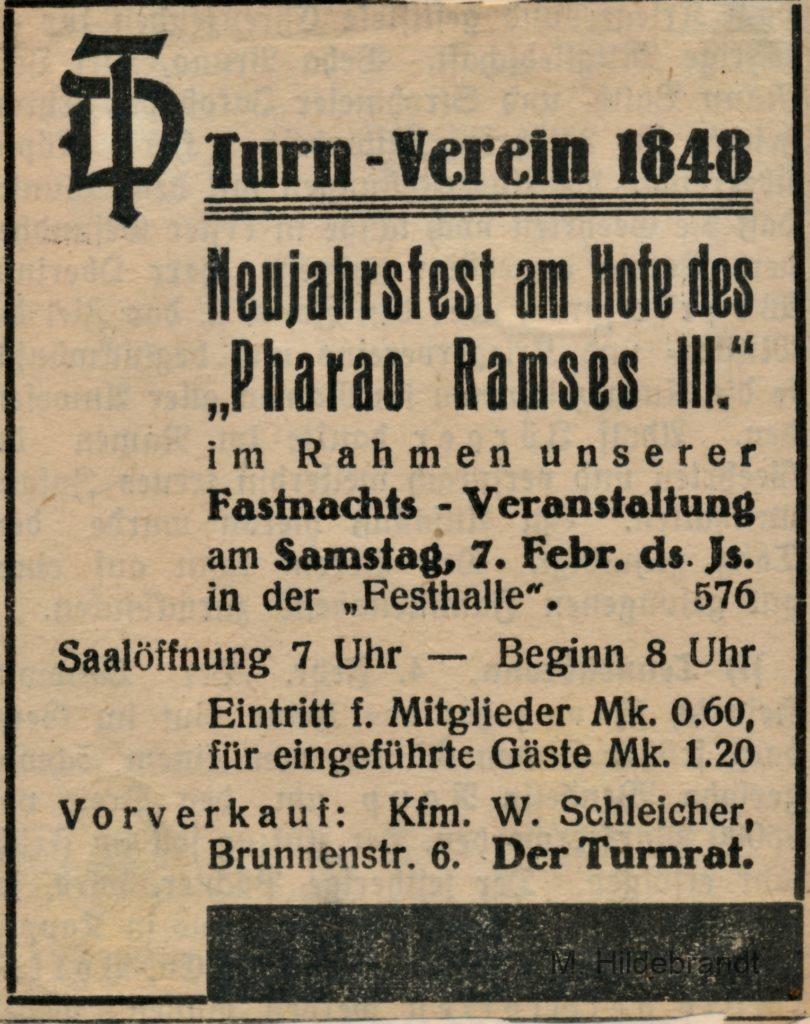 DT
Turn - Verein 1848
Neujahrsfest am Hofe des
„Pharao Ramses III.“
im Rahmen unserer
Fastnachts - Veranstaltung
am Samstag, 7. Febr. ds. Js.
in der „Festhalle“. 576
Saalöffnung 7 Uhr — Beginn 8 Uhr
Eintritt f. Mitglieder Mk. 0.60,
für eingeführte Gäste Mk. 1.20
Vorverkauf: Kfm. W. Schleicher,
Brunnenstr. 6. Der Turnrat.
M. Hildebrandt